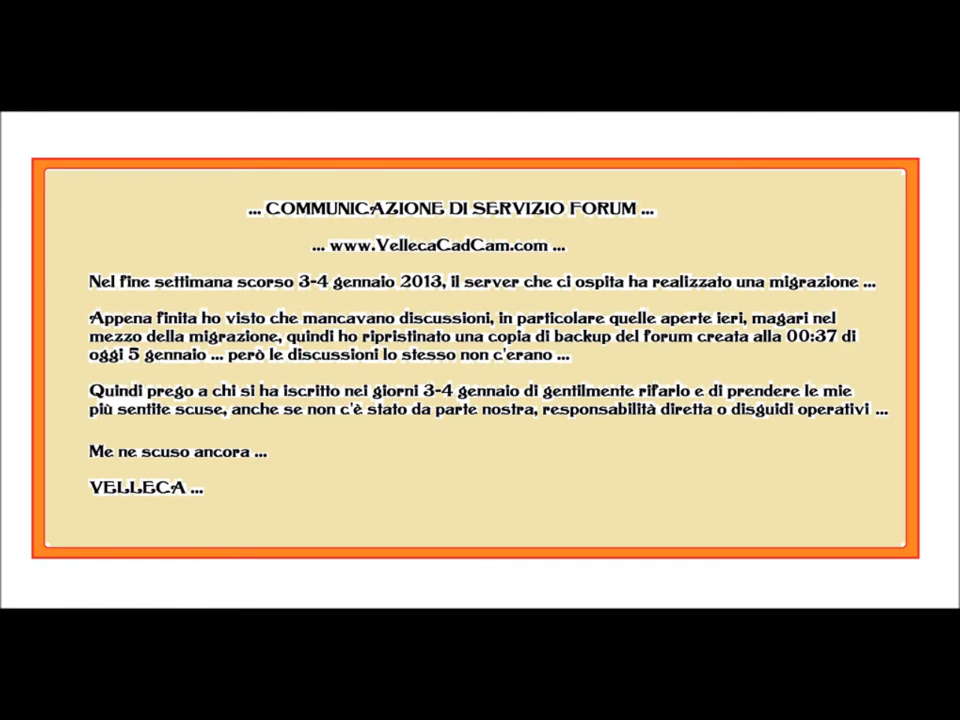 ... COMMUNICAZIONE DI SERVIZIO FORUM ...
... www.VellecaCadCam.com ...
Nel fine settimana scorso 3-4 gennaio 2013, il server che ci ospita ha realizzato una migrazione ...
Appena finita ho visto che mancavano discussioni, in particolare quelle aperte ieri, magari nel
mezzo della migrazione, quindi ho ripristinato una copia di backup del forum creata alla 00:37 di
oggi 5 gennaio ... però le discussioni lo stesso non c'erano ...
Quindi prego a chi si ha iscritto nei giorni 3-4 gennaio di gentilmente rifarlo e di prendere le mie
più sentite scuse, anche se non c'è stato da parte nostra, responsabilità diretta o disguidi operativi ...
Me ne scuso ancora ...
VELLECA ...